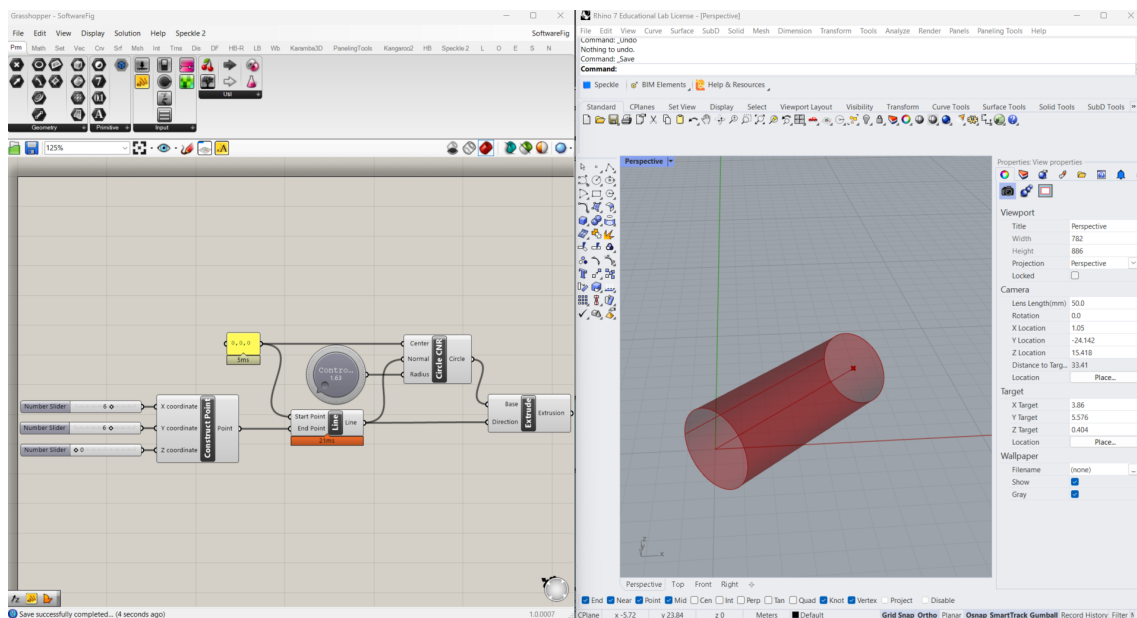 Grasshopper - SoftwareFig
File Edit View Display Solution Help Speckle 2
SoftwareFig
Prm Math Set Vec Crv Srf Msh Int Trns Dis DF HB-R LB Wb Karamba3D PanelingTools Kangaroo2 HB Speckle 2 L O E S N
Geometry
Primitive
Input
Util
125%
0,0,0
5ms
Contro...
1.63
Center
Normal
Radius
Circle CNR
Circle
Number Slider 6
Number Slider 6
Number Slider 0
X coordinate
Y coordinate
Z coordinate
Construct Point
Point
Start Point
End Point
Line
Line
21ms
Base
Direction
Extrude
Extrusion
Save successfully completed... (4 seconds ago)
1.0.0007
Rhino 7 Educational Lab License - [Perspective]
File Edit View Curve Surface SubD Solid Mesh Dimension Transform Tools Analyze Render Panels Paneling Tools Help
Command: _Undo
Nothing to undo.
Command: _Save
Command:
Speckle BIM Elements Help & Resources
Standard CPlanes Set View Display Select Viewport Layout Visibility Transform Curve Tools Surface Tools Solid Tools SubD Tools
Perspective
z
y
x
Perspective Top Front Right
End Near Point Mid Cen Int Perp Tan Quad Knot Vertex Project Disable
CPlane x -5.72 y 23.84 z 0 Meters Default Grid Snap Ortho Planar Osnap SmartTrack Gumball Record History Filter
Properties: View properties
Viewport
Title Perspective
Width 782
Height 886
Projection Perspective
Locked
Camera
Lens Length(mm) 50.0
Rotation 0.0
X Location 1.05
Y Location -24.142
Z Location 15.418
Distance to Targ... 33.41
Location Place...
Target
X Target 3.86
Y Target 5.576
Z Target 0.404
Location Place...
Wallpaper
Filename (none) ...
Show
Gray